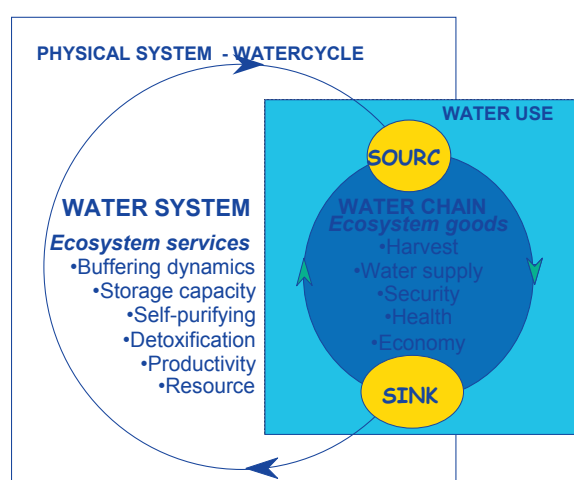 PHYSICAL SYSTEM - WATERCYCLE
WATER USE
SOURC
WATER SYSTEM
Ecosystem services
•Buffering dynamics
•Storage capacity
•Self-purifying
•Detoxification
•Productivity
•Resource
WATER CHAIN
Ecosystem goods
•Harvest
•Water supply
•Security
•Health
•Economy
SINK